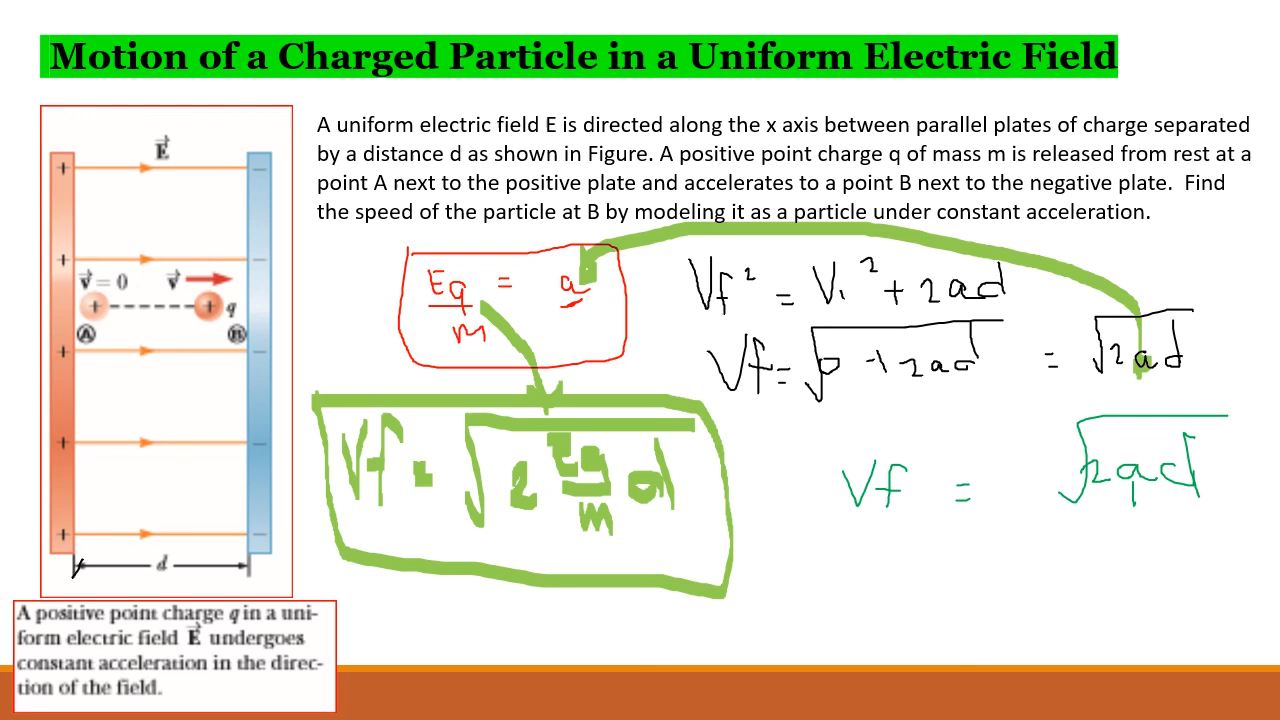 Motion of a Charged Particle in a Uniform Electric Field
A uniform electric field E is directed along the x axis between parallel plates of charge separated
by a distance d as shown in Figure. A positive point charge q of mass m is released from rest at a
point A next to the positive plate and accelerates to a point B next to the negative plate. Find
the speed of the particle at B by modeling it as a particle under constant acceleration.
E⃗
+ −
+ −
v⃗ = 0 v⃗
+ + q
Ⓐ Ⓑ
+ −
+ −
+ −
d
Eq/m = a
Vf² = Vi² + 2ad
Vf = √(0 + 2ad) = √(2ad)
Vf = √(2 Eq/m d)
Vf = √(2ad)
A positive point charge q in a uni-
form electric field E⃗ undergoes
constant acceleration in the direc-
tion of the field.